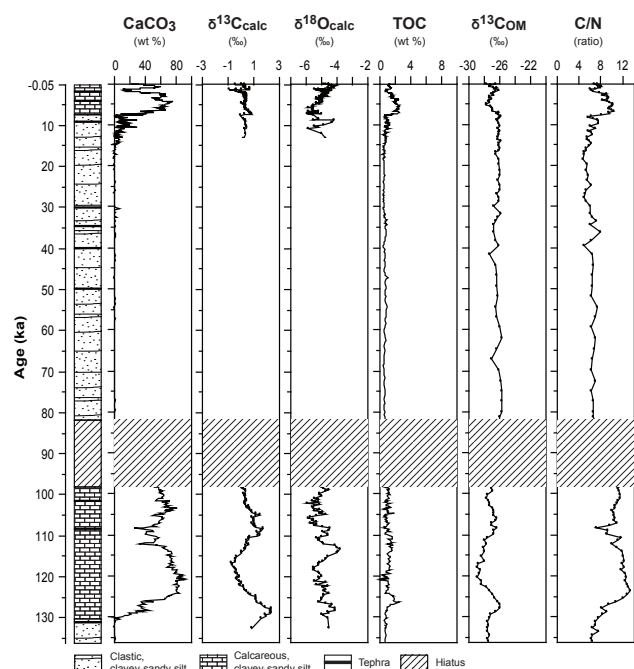 CaCO3 δ13Ccalc δ18Ocalc TOC δ13COM C/N
(wt %) (‰) (‰) (wt %) (‰) (ratio)
0 40 80 -3 -1 1 3 -6 -4 -2 0 5 10 -30 -26 -22 0 4 8 12
-0.05
10
20
30
40
50
60
70
80
90
100
110
120
130
Age (ka)
Clastic, clayey sandy silt
Calcareous, clayey sandy silt
Tephra
Hiatus